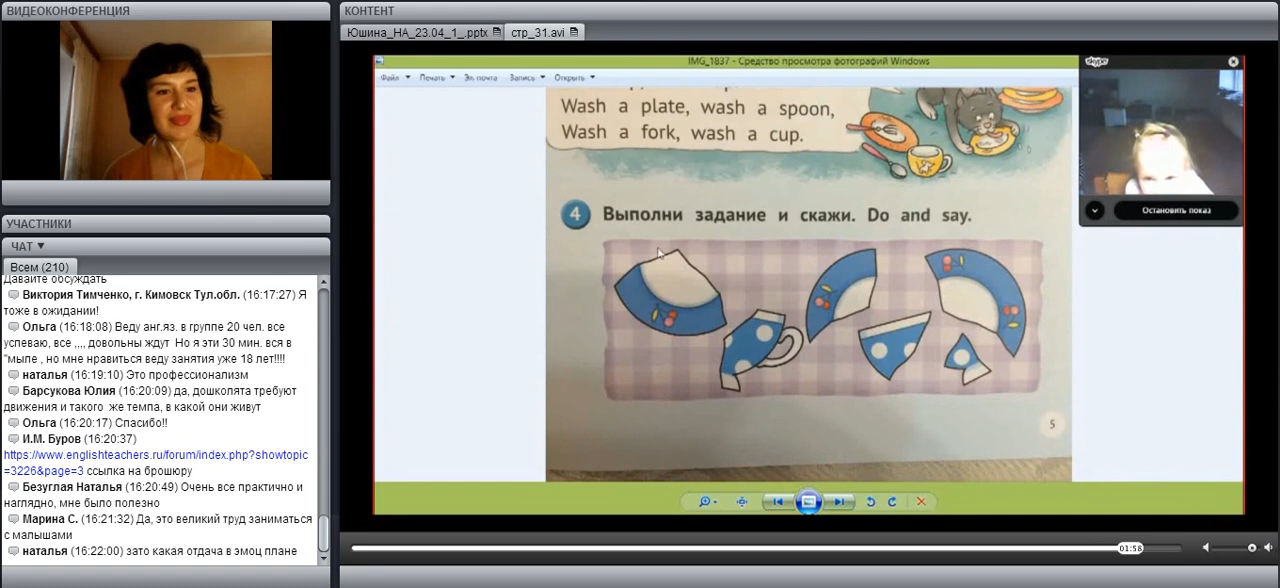 ВИДЕОКОНФЕРЕНЦИЯ
УЧАСТНИКИ
ЧАТ
Всем (210)
Давайте обсуждать
Виктория Тимченко, г. Кимовск Тул.обл. (16:17:27) Я
тоже в ожидании!
Ольга (16:18:08) Веду анг.яз. в группе 20 чел. все
успеваю, все ,,,, довольны ждут Но я эти 30 мин. вся в
"мыле , но мне нравиться веду занятия уже 18 лет!!!!
наталья (16:19:10) Это профессионализм
Барсукова Юлия (16:20:09) да, дошколята требуют
движения и такого же темпа, в какой они живут
Ольга (16:20:17) Спасибо!!
И.М. Буров (16:20:37)
https://www.englishteachers.ru/forum/index.php?showtopic
=3226&page=3 ссылка на брошюру
Безуглая Наталья (16:20:49) Очень все практично и
наглядно, мне было полезно
Марина С. (16:21:32) Да, это великий труд заниматься
с малышами
наталья (16:22:00) зато какая отдача в эмоц плане
КОНТЕНТ
Юшина_НА_23.04_1_.pptx
стр_31.avi
IMG_1837 - Средство просмотра фотографий Windows
Файл Печать Эл. почта Запись Открыть
Wash a plate, wash a spoon,
Wash a fork, wash a cup.
4 Выполни задание и скажи. Do and say.
5
skype
Остановить показ
01:58